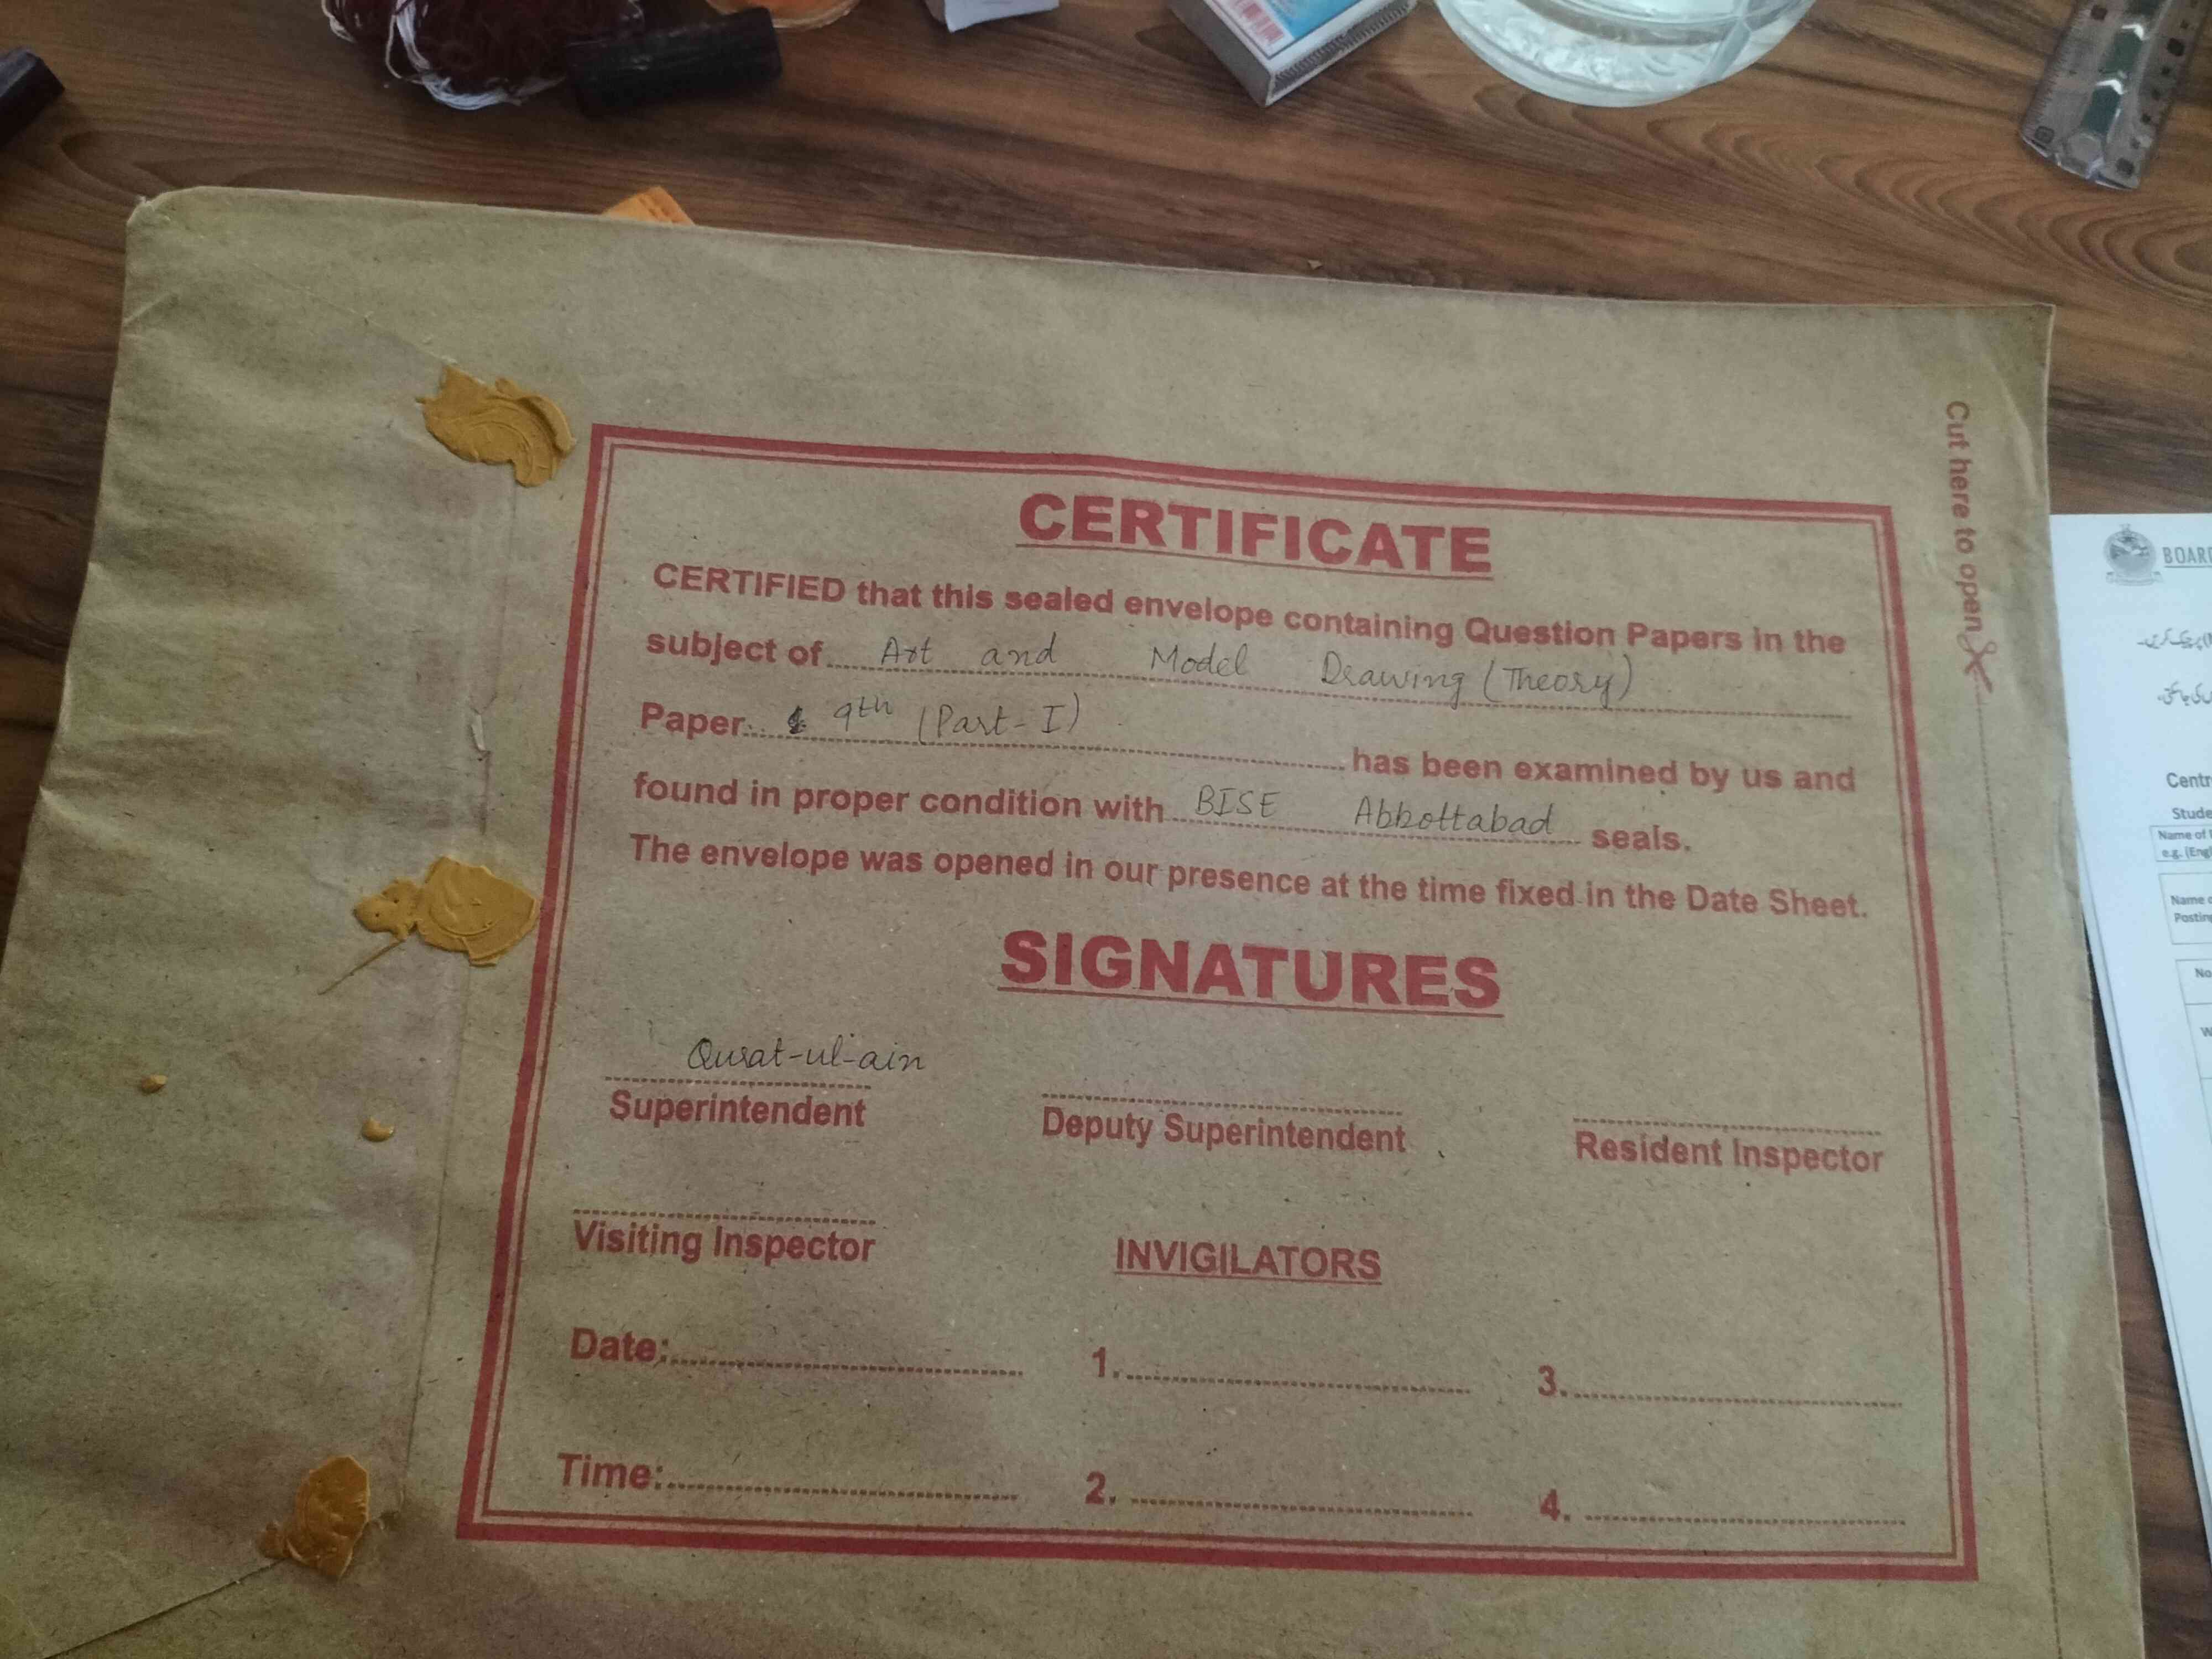 CERTIFICATE
CERTIFIED that this sealed envelope containing Question Papers in the
subject of Art and Model Drawing (Theory)
Paper 9th (Part-I) has been examined by us and
found in proper condition with BISE Abbottabad seals.
The envelope was opened in our presence at the time fixed in the Date Sheet.
SIGNATURES
Qurat-ul-ain
Superintendent
Deputy Superintendent
Resident Inspector
Visiting Inspector
INVIGILATORS
Date:
1.
3.
Time:
2.
4.
Cut here to open